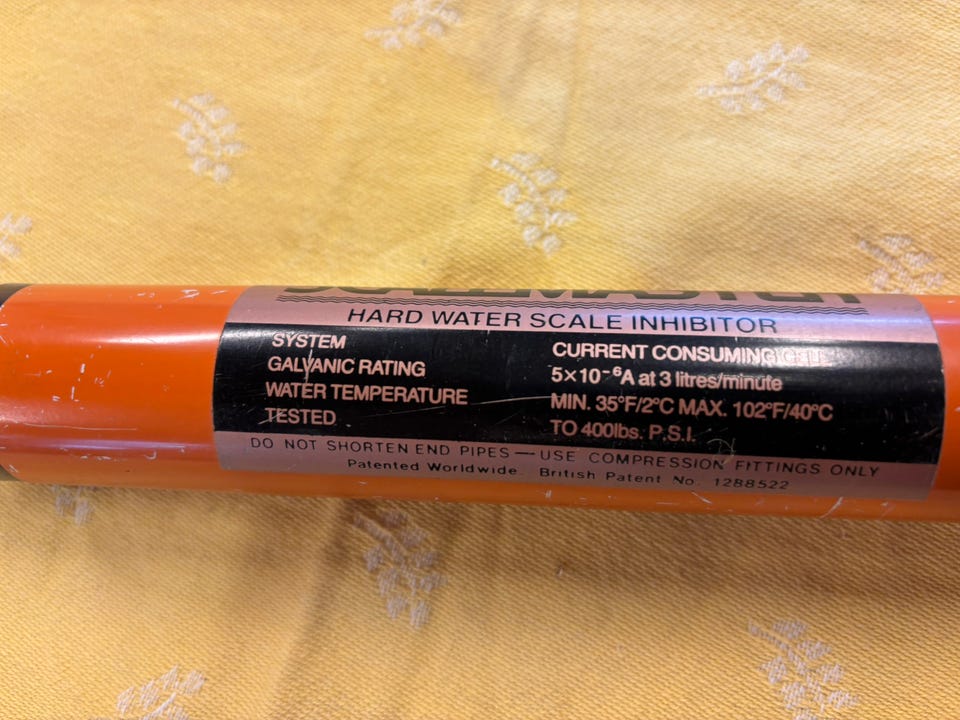 SCALEMASTER
HARD WATER SCALE INHIBITOR
SYSTEM CURRENT CONSUMING CELL
GALVANIC RATING 5×10⁻⁶A at 3 litres/minute
WATER TEMPERATURE MIN. 35°F/2°C MAX. 102°F/40°C
TESTED TO 400lbs. P.S.I.
DO NOT SHORTEN END PIPES — USE COMPRESSION FITTINGS ONLY
Patented Worldwide. British Patent No. 1288522